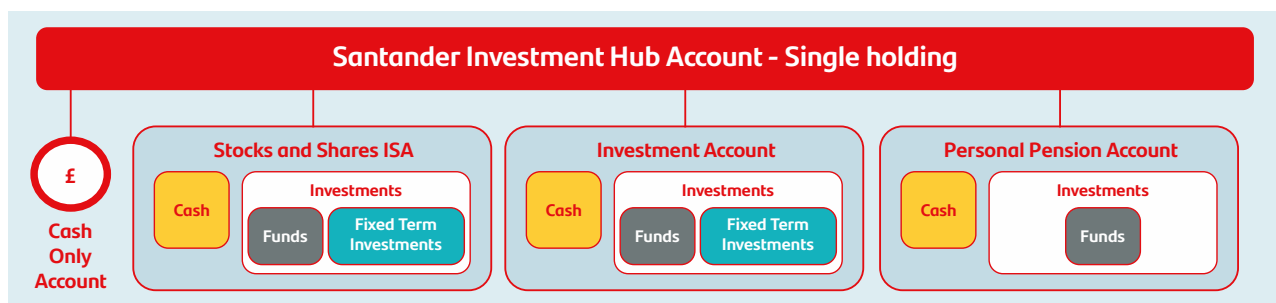 Santander Investment Hub Account - Single holding
£
Cash
Only
Account
Stocks and Shares ISA
Cash
Investments
Funds
Fixed Term
Investments
Investment Account
Cash
Investments
Funds
Fixed Term
Investments
Personal Pension Account
Cash
Investments
Funds